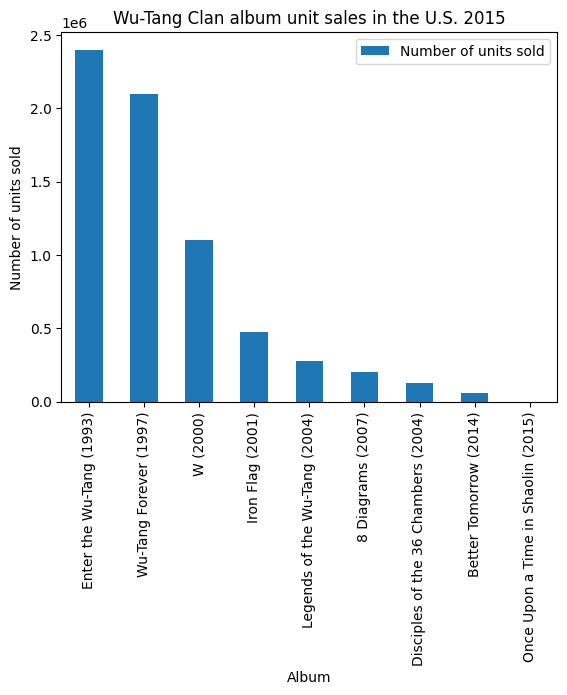 Wu-Tang Clan album unit sales in the U.S. 2015
1e6
Number of units sold
Number of units sold
2.5
2.0
1.5
1.0
0.5
0.0
Enter the Wu-Tang (1993)
Wu-Tang Forever (1997)
W (2000)
Iron Flag (2001)
Legends of the Wu-Tang (2004)
8 Diagrams (2007)
Disciples of the 36 Chambers (2004)
Better Tomorrow (2014)
Once Upon a Time in Shaolin (2015)
Album